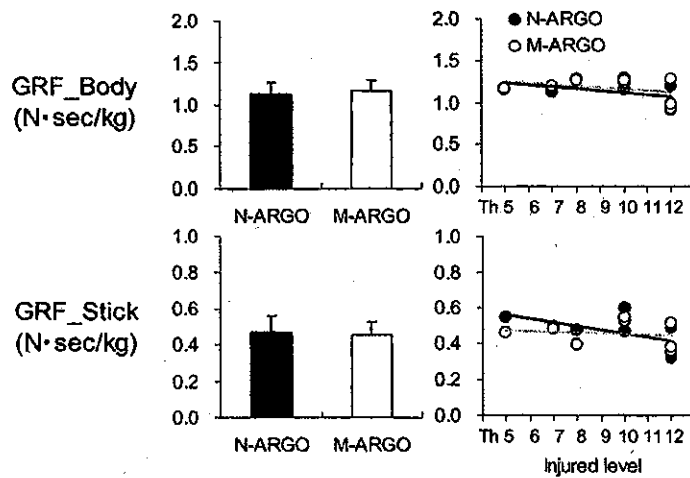 GRF_Body
(N•sec/kg)
2.0
1.5
1.0
0.5
0.0
N-ARGO M-ARGO
● N-ARGO
○ M-ARGO
2.0
1.5
1.0
0.5
0.0
Th 5 6 7 8 9 10 11 12
GRF_Stick
(N•sec/kg)
1.0
0.8
0.6
0.4
0.2
0.0
N-ARGO M-ARGO
1.0
0.8
0.6
0.4
0.2
0.0
Th 5 6 7 8 9 10 11 12
Injured level